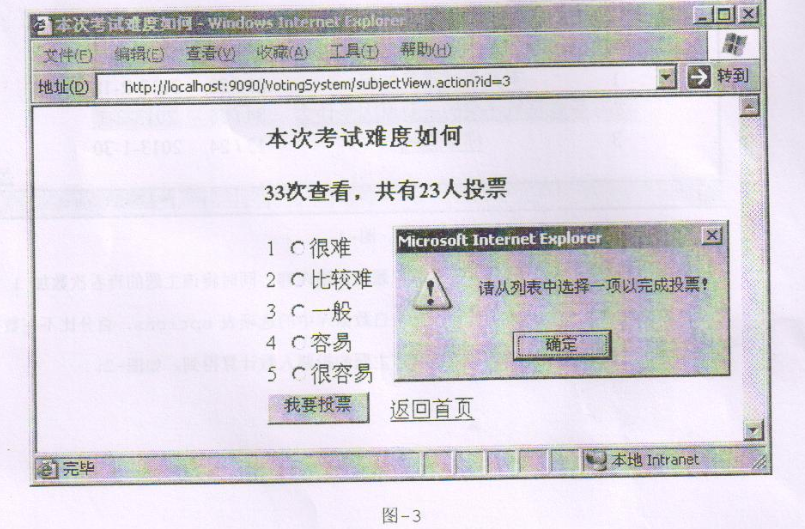 本次考试难度如何 - Windows Internet Explorer
文件(F) 编辑(E) 查看(V) 收藏(A) 工具(T) 帮助(H)
地址(D) http://localhost:9090/VotingSystem/subjectView.action?id=3 转到
本次考试难度如何
33次查看，共有23人投票
1 很难
2 比较难
3 一般
4 容易
5 很容易
我要投票 返回首页
Microsoft Internet Explorer
请从列表中选择一项以完成投票!
确定
完毕 本地 Intranet
图-3